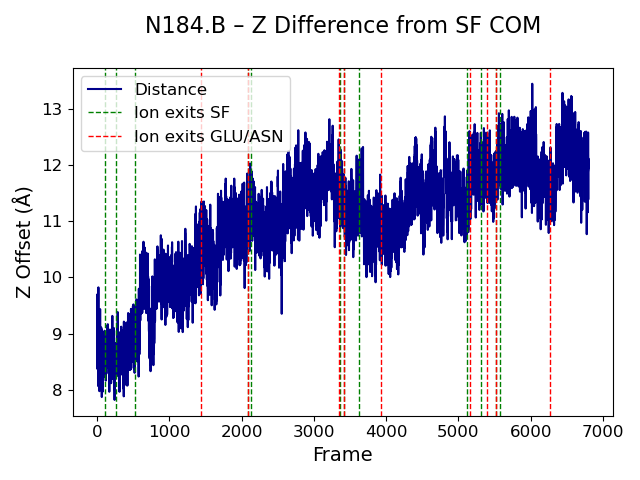 N184.B – Z Difference from SF COM
Distance
Ion exits SF
Ion exits GLU/ASN
13
12
11
10
9
8
Z Offset (Å)
0 1000 2000 3000 4000 5000 6000 7000
Frame